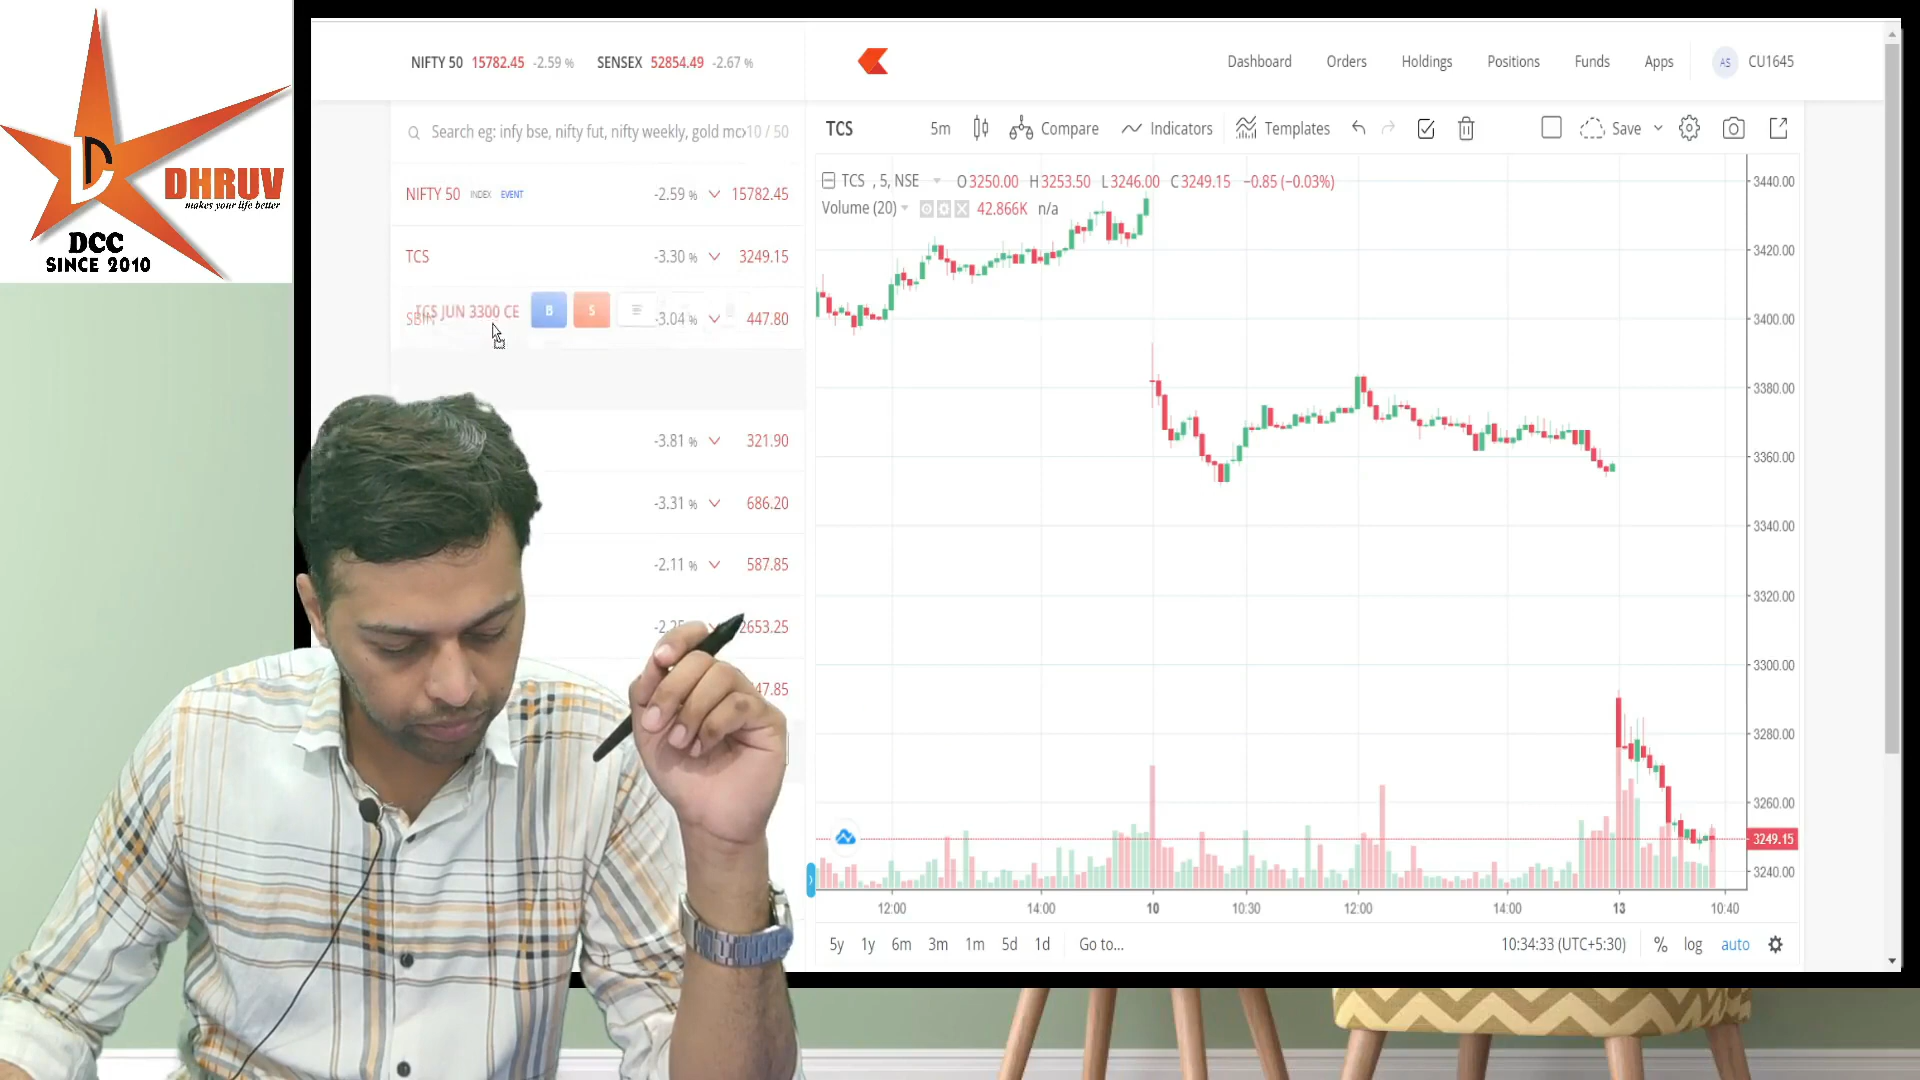 DHRUV
makes your life better
DCC
SINCE 2010
NIFTY 50 15782.45 -2.59 % SENSEX 52854.49 -2.67 %
Dashboard Orders Holdings Positions Funds Apps AS CU1645
Search eg: infy bse, nifty fut, nifty weekly, gold mcx 10 / 50
NIFTY 50 INDEX EVENT -2.59 % 15782.45
TCS -3.30 % 3249.15
TCS JUN 3300 CE B S
SBIN -3.04 % 447.80
-3.81 % 321.90
-3.31 % 686.20
-2.11 % 587.85
2653.25
47.85
TCS 5m Compare Indicators Templates Save
TCS , 5, NSE O3250.00 H3253.50 L3246.00 C3249.15 −0.85 (−0.03%)
Volume (20) 42.866K n/a
3440.00
3420.00
3400.00
3380.00
3360.00
3340.00
3320.00
3300.00
3280.00
3260.00
3249.15
3240.00
12:00 14:00 10 10:30 12:00 14:00 13 10:40
5y 1y 6m 3m 1m 5d 1d Go to... 10:34:33 (UTC+5:30) % log auto